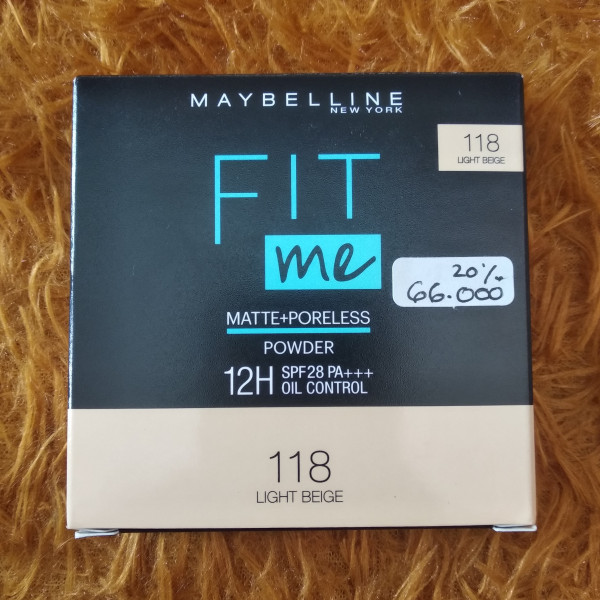 MAYBELLINE
NEW YORK
118
LIGHT BEIGE
FIT
me
20%
66.000
MATTE+PORELESS
POWDER
12H SPF28 PA+++
OIL CONTROL
118
LIGHT BEIGE